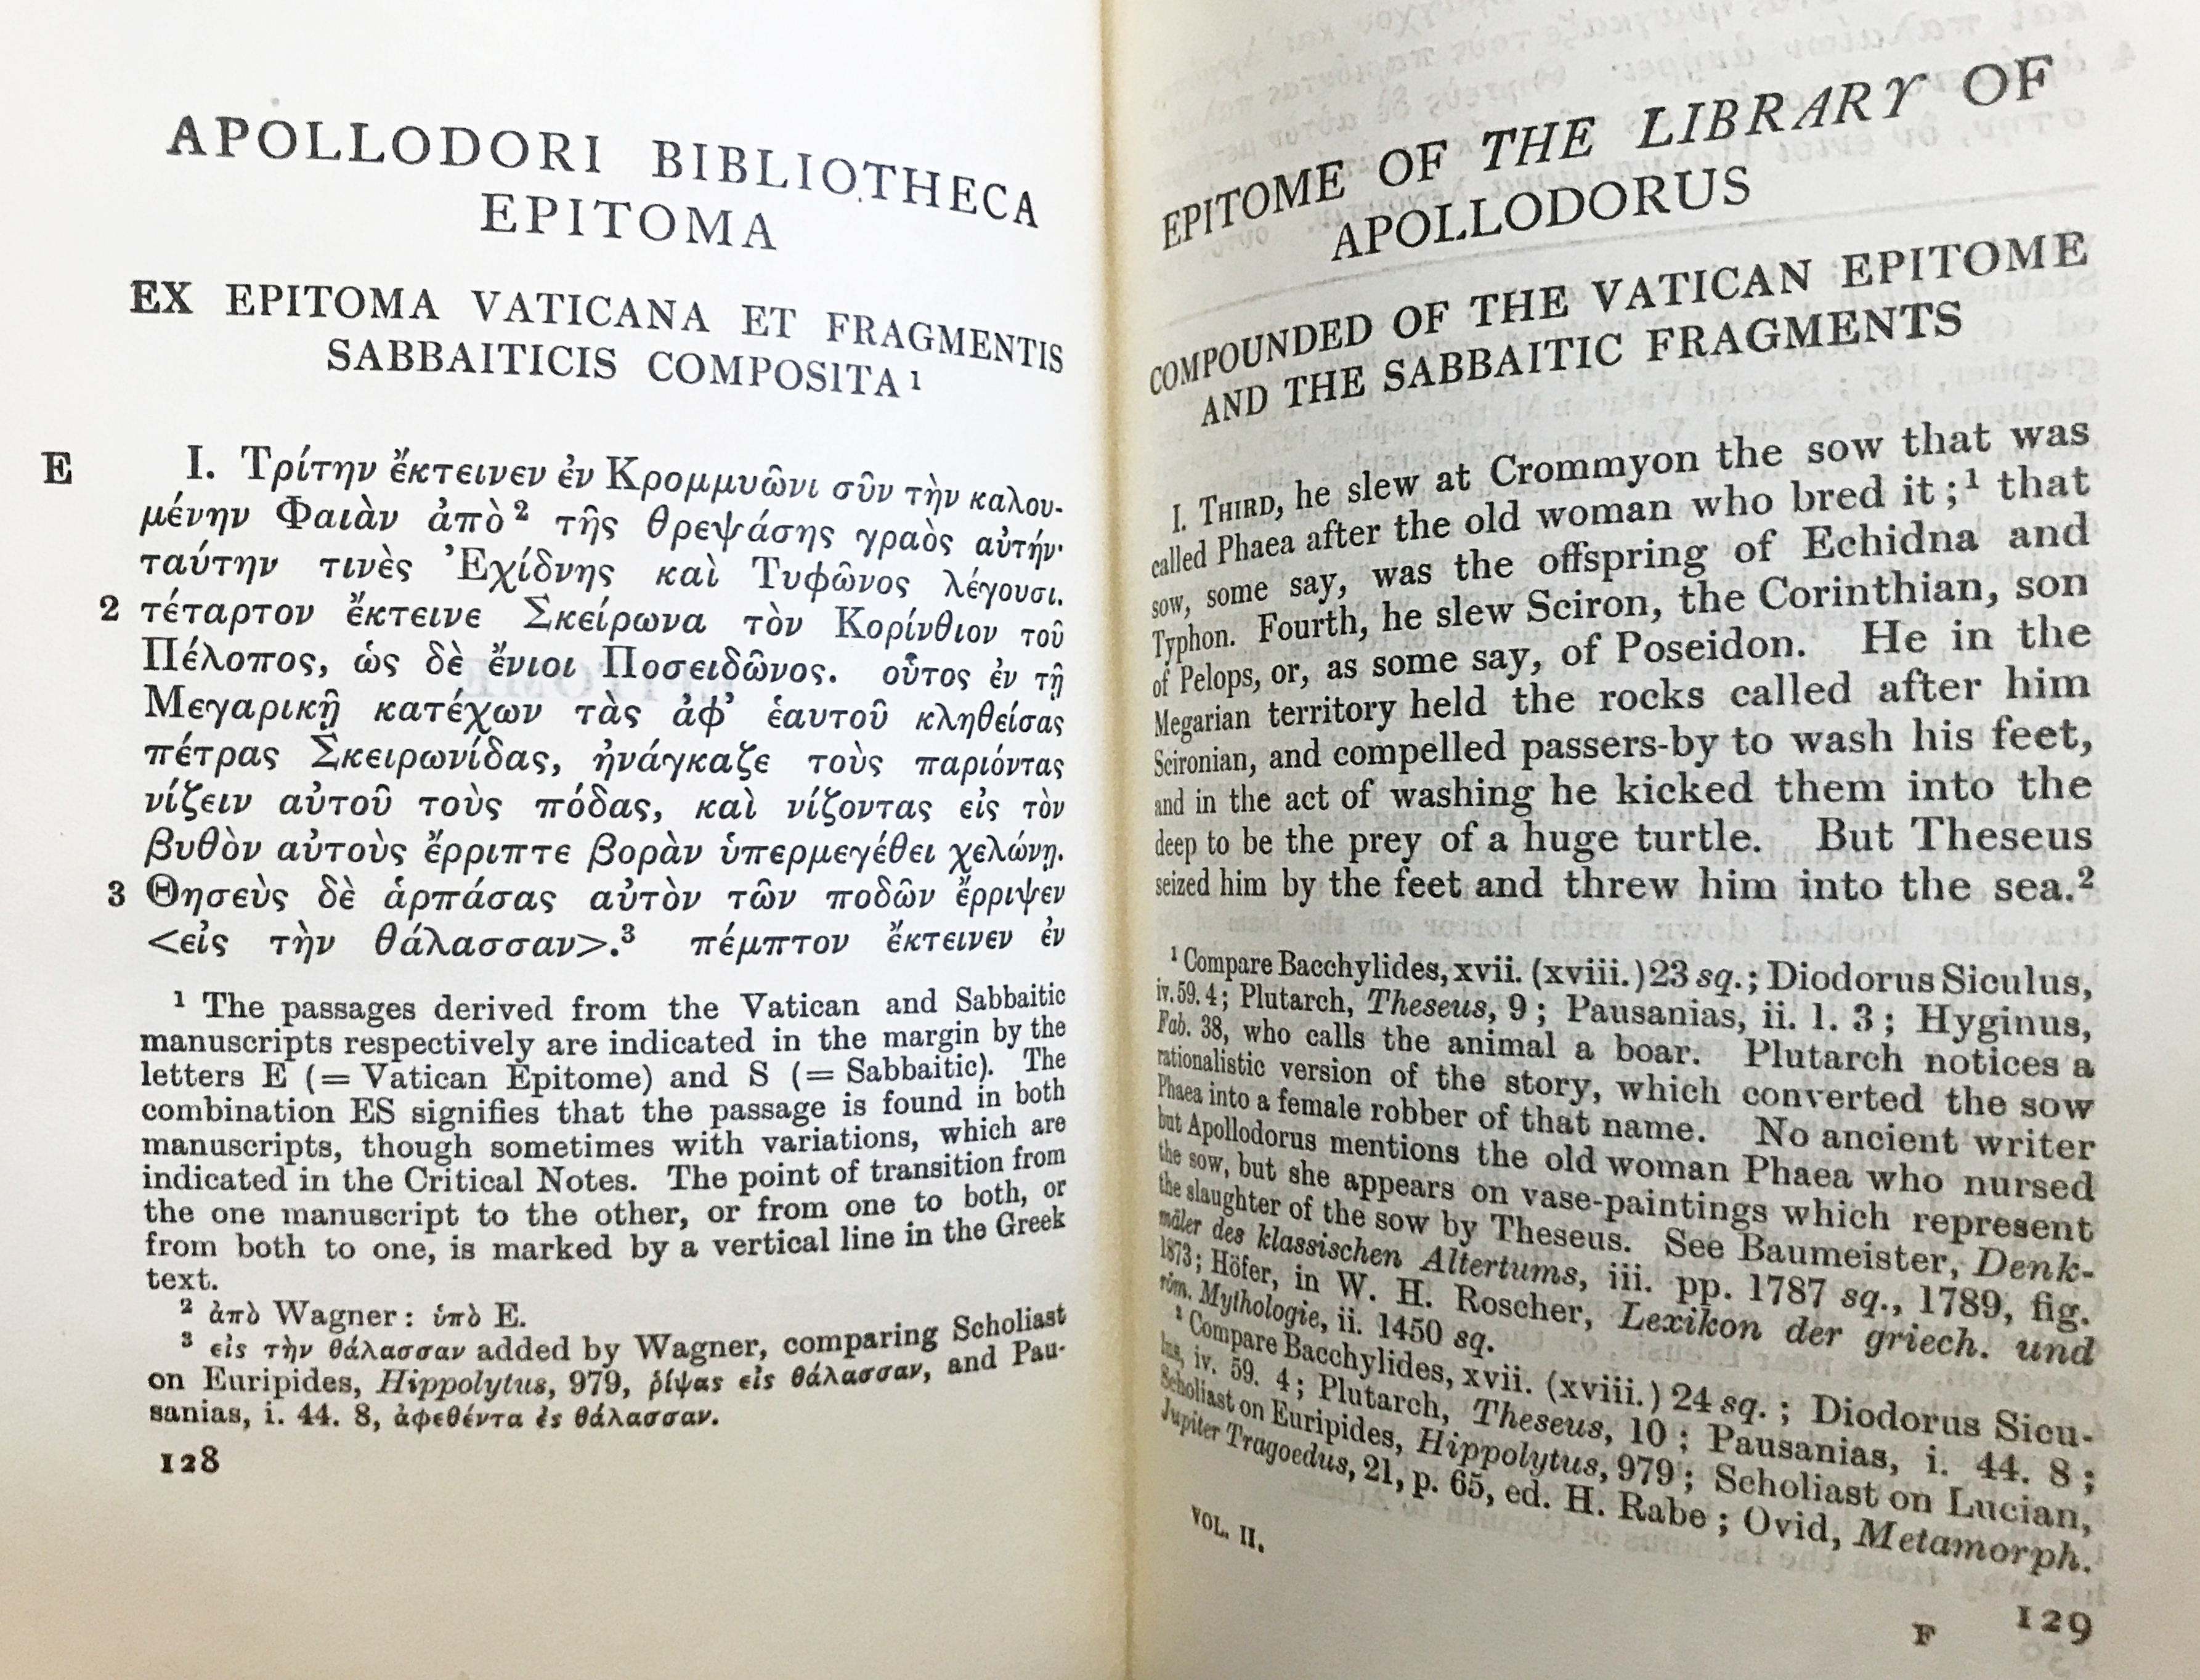 APOLLODORI BIBLIOTHECA
EPITOMA
EX EPITOMA VATICANA ET FRAGMENTIS
SABBAITICIS COMPOSITA¹
E I. Τρίτην ἔκτεινεν ἐν Κρομμυῶνι σῦν τὴν καλου-
μένην Φαιὰν ἀπὸ² τῆς θρεψάσης γραὸς αὐτήν·
ταύτην τινὲς Ἐχίδνης καὶ Τυφῶνος λέγουσι.
2 τέταρτον ἔκτεινε Σκείρωνα τὸν Κορίνθιον τοῦ
Πέλοπος, ὡς δὲ ἔνιοι Ποσειδῶνος. οὗτος ἐν τῇ
Μεγαρικῇ κατέχων τὰς ἀφ’ ἑαυτοῦ κληθείσας
πέτρας Σκειρωνίδας, ἠνάγκαζε τοὺς παριόντας
νίζειν αὐτοῦ τοὺς πόδας, καὶ νίζοντας εἰς τὸν
βυθὸν αὐτοὺς ἔρριπτε βορὰν ὑπερμεγέθει χελώνῃ.
3 Θησεὺς δὲ ἁρπάσας αὐτὸν τῶν ποδῶν ἔρριψεν
<εἰς τὴν θάλασσαν>.³ πέμπτον ἔκτεινεν ἐν
¹ The passages derived from the Vatican and Sabbaitic
manuscripts respectively are indicated in the margin by the
letters E (= Vatican Epitome) and S (= Sabbaitic). The
combination ES signifies that the passage is found in both
manuscripts, though sometimes with variations, which are
indicated in the Critical Notes. The point of transition from
the one manuscript to the other, or from one to both, or
from both to one, is marked by a vertical line in the Greek
text.
² ἀπὸ Wagner: ὑπὸ E.
³ εἰς τὴν θάλασσαν added by Wagner, comparing Scholiast
on Euripides, Hippolytus, 979, ῥίψας εἰς θάλασσαν, and Pau-
sanias, i. 44. 8, ἀφεθέντα ἐς θάλασσαν.
128
EPITOME OF THE LIBRARY OF
APOLLODORUS
COMPOUNDED OF THE VATICAN EPITOME
AND THE SABBAITIC FRAGMENTS
I. THIRD, he slew at Crommyon the sow that was
called Phaea after the old woman who bred it;¹ that
sow, some say, was the offspring of Echidna and
Typhon. Fourth, he slew Sciron, the Corinthian, son
of Pelops, or, as some say, of Poseidon. He in the
Megarian territory held the rocks called after him
Scironian, and compelled passers-by to wash his feet,
and in the act of washing he kicked them into the
deep to be the prey of a huge turtle. But Theseus
seized him by the feet and threw him into the sea.²
¹ Compare Bacchylides, xvii. (xviii.) 23 sq.; Diodorus Siculus,
iv. 59. 4; Plutarch, Theseus, 9; Pausanias, ii. 1. 3; Hyginus,
Fab. 38, who calls the animal a boar. Plutarch notices a
rationalistic version of the story, which converted the sow
Phaea into a female robber of that name. No ancient writer
but Apollodorus mentions the old woman Phaea who nursed
the sow, but she appears on vase-paintings which represent
the slaughter of the sow by Theseus. See Baumeister, Denk-
mäler des klassischen Altertums, iii. pp. 1787 sq., 1789, fig.
1873; Höfer, in W. H. Roscher, Lexikon der griech. und
röm. Mythologie, ii. 1450 sq.
² Compare Bacchylides, xvii. (xviii.) 24 sq.; Diodorus Sicu-
lus, iv. 59. 4; Plutarch, Theseus, 10; Pausanias, i. 44. 8;
Scholiast on Euripides, Hippolytus, 979; Scholiast on Lucian,
Jupiter Tragoedus, 21, p. 65, ed. H. Rabe; Ovid, Metamorph.
VOL. II.
F 129